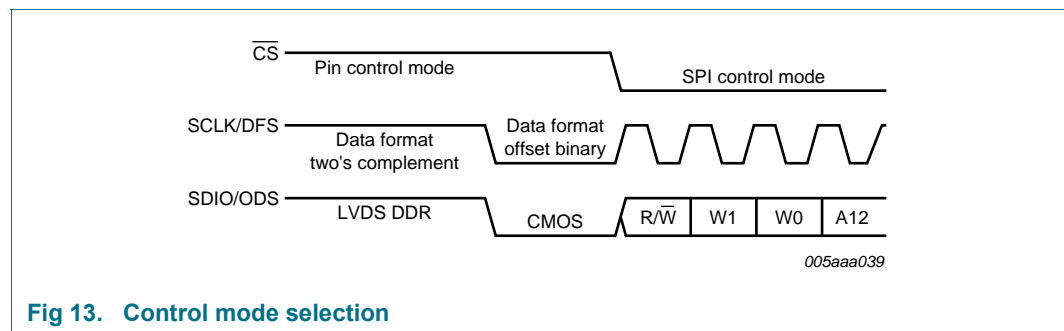 CS
Pin control mode
SPI control mode
SCLK/DFS
Data format
two's complement
Data format
offset binary
SDIO/ODS
LVDS DDR
CMOS
R/W̅
W1
W0
A12
005aaa039
Fig 13. Control mode selection